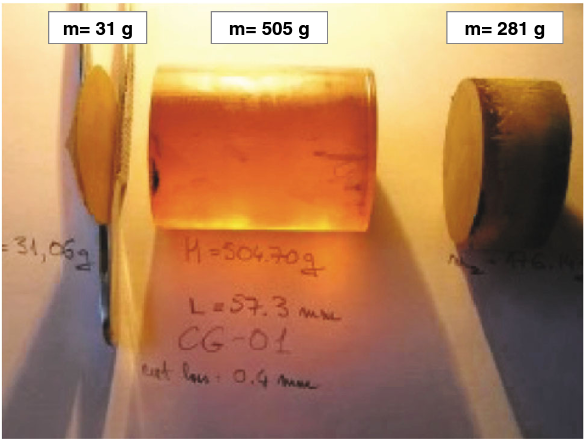 m= 31 g
m= 505 g
m= 281 g
=31,06g
M=504.70g
L=57.3 mm
CG-01
cut loss: 0.4 mm